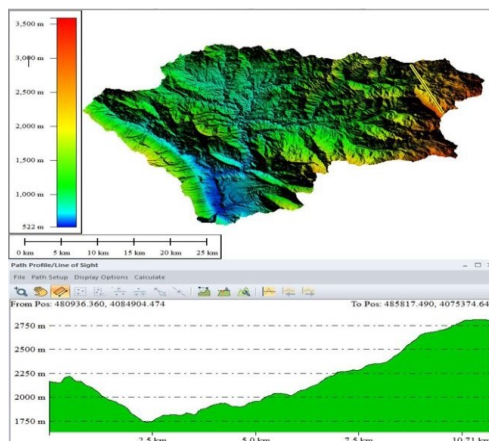 3,500 m
3,000 m
2,500 m
2,000 m
1,500 m
1,000 m
522 m
0 km 5 km 10 km 15 km 20 km 25 km
Path Profile/Line of Sight
File Path Setup Display Options Calculate
From Pos: 480936.360, 4084904.474 To Pos: 485817.490, 4075374.64
2750 m
2500 m
2250 m
2000 m
1750 m
2.5 km 5.0 km 7.5 km 10.71 km